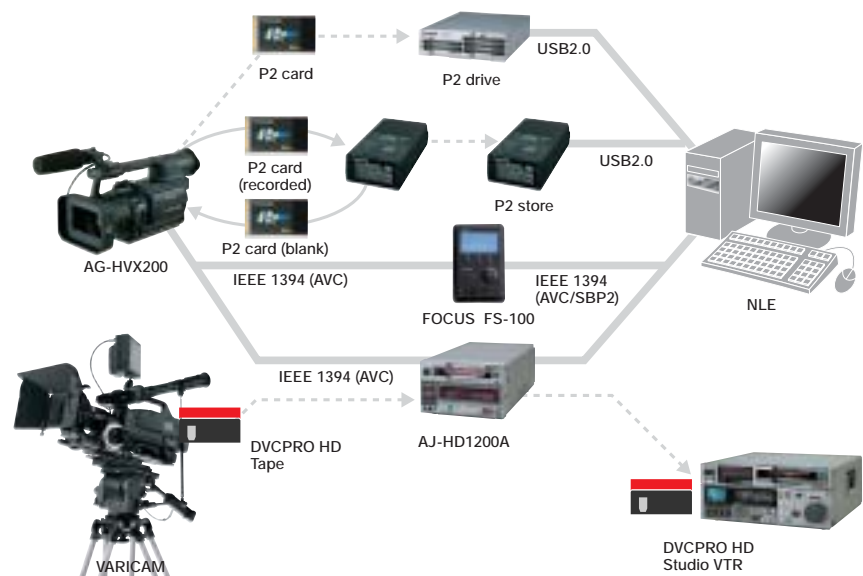 P2 card
P2 drive
USB2.0
P2 card
(recorded)
P2 store
USB2.0
P2 card (blank)
AG-HVX200
IEEE 1394 (AVC)
IEEE 1394
(AVC/SBP2)
NLE
FOCUS FS-100
IEEE 1394 (AVC)
AJ-HD1200A
DVCPRO HD
Tape
VARICAM
DVCPRO HD
Studio VTR